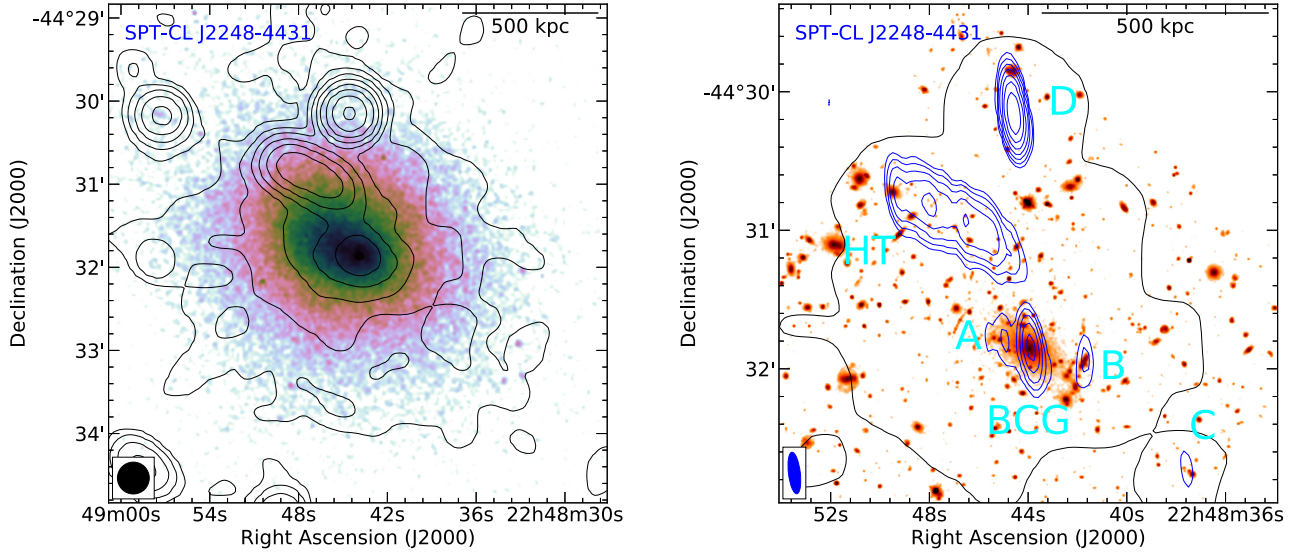 SPT-CL J2248-4431
500 kpc
-44°29'
30'
31'
32'
33'
34'
49m00s 54s 48s 42s 36s 22h48m30s
Right Ascension (J2000)
Declination (J2000)
SPT-CL J2248-4431
500 kpc
-44°30'
31'
32'
D
HT
A
B
BCG
C
52s 48s 44s 40s 22h48m36s
Right Ascension (J2000)
Declination (J2000)